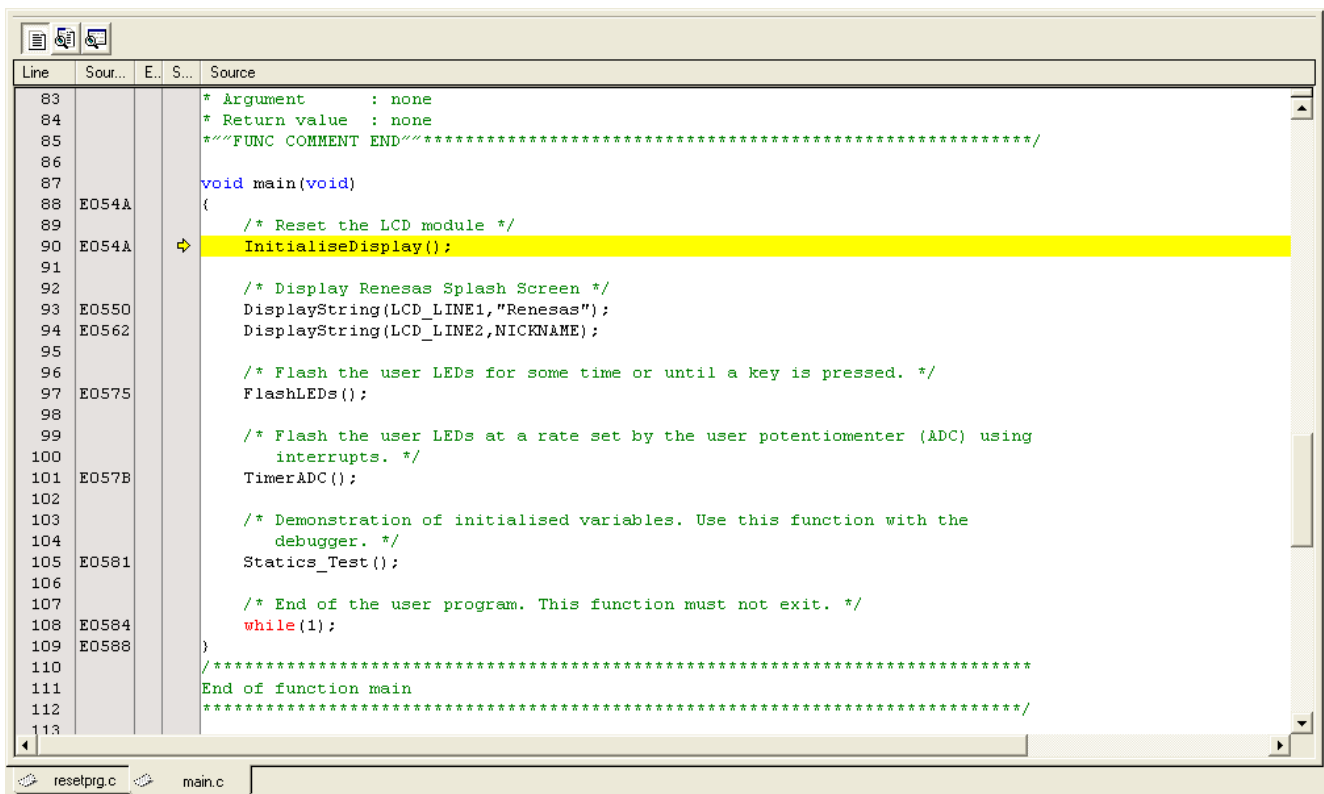 Line Sour... E.. S... Source
83 * Argument : none
84 * Return value : none
85 *~~FUNC COMMENT END~~**********************************************************/
86
87 void main(void)
88 E054A {
89 /* Reset the LCD module */
90 E054A InitialiseDisplay();
91
92 /* Display Renesas Splash Screen */
93 E0550 DisplayString(LCD_LINE1,"Renesas");
94 E0562 DisplayString(LCD_LINE2,NICKNAME);
95
96 /* Flash the user LEDs for some time or until a key is pressed. */
97 E0575 FlashLEDs();
98
99 /* Flash the user LEDs at a rate set by the user potentiomenter (ADC) using
100 interrupts. */
101 E057B TimerADC();
102
103 /* Demonstration of initialised variables. Use this function with the
104 debugger. */
105 E0581 Statics_Test();
106
107 /* End of the user program. This function must not exit. */
108 E0584 while(1);
109 E0588 }
110 /******************************************************************************
111 End of function main
112 ******************************************************************************/
113
resetprg.c main.c